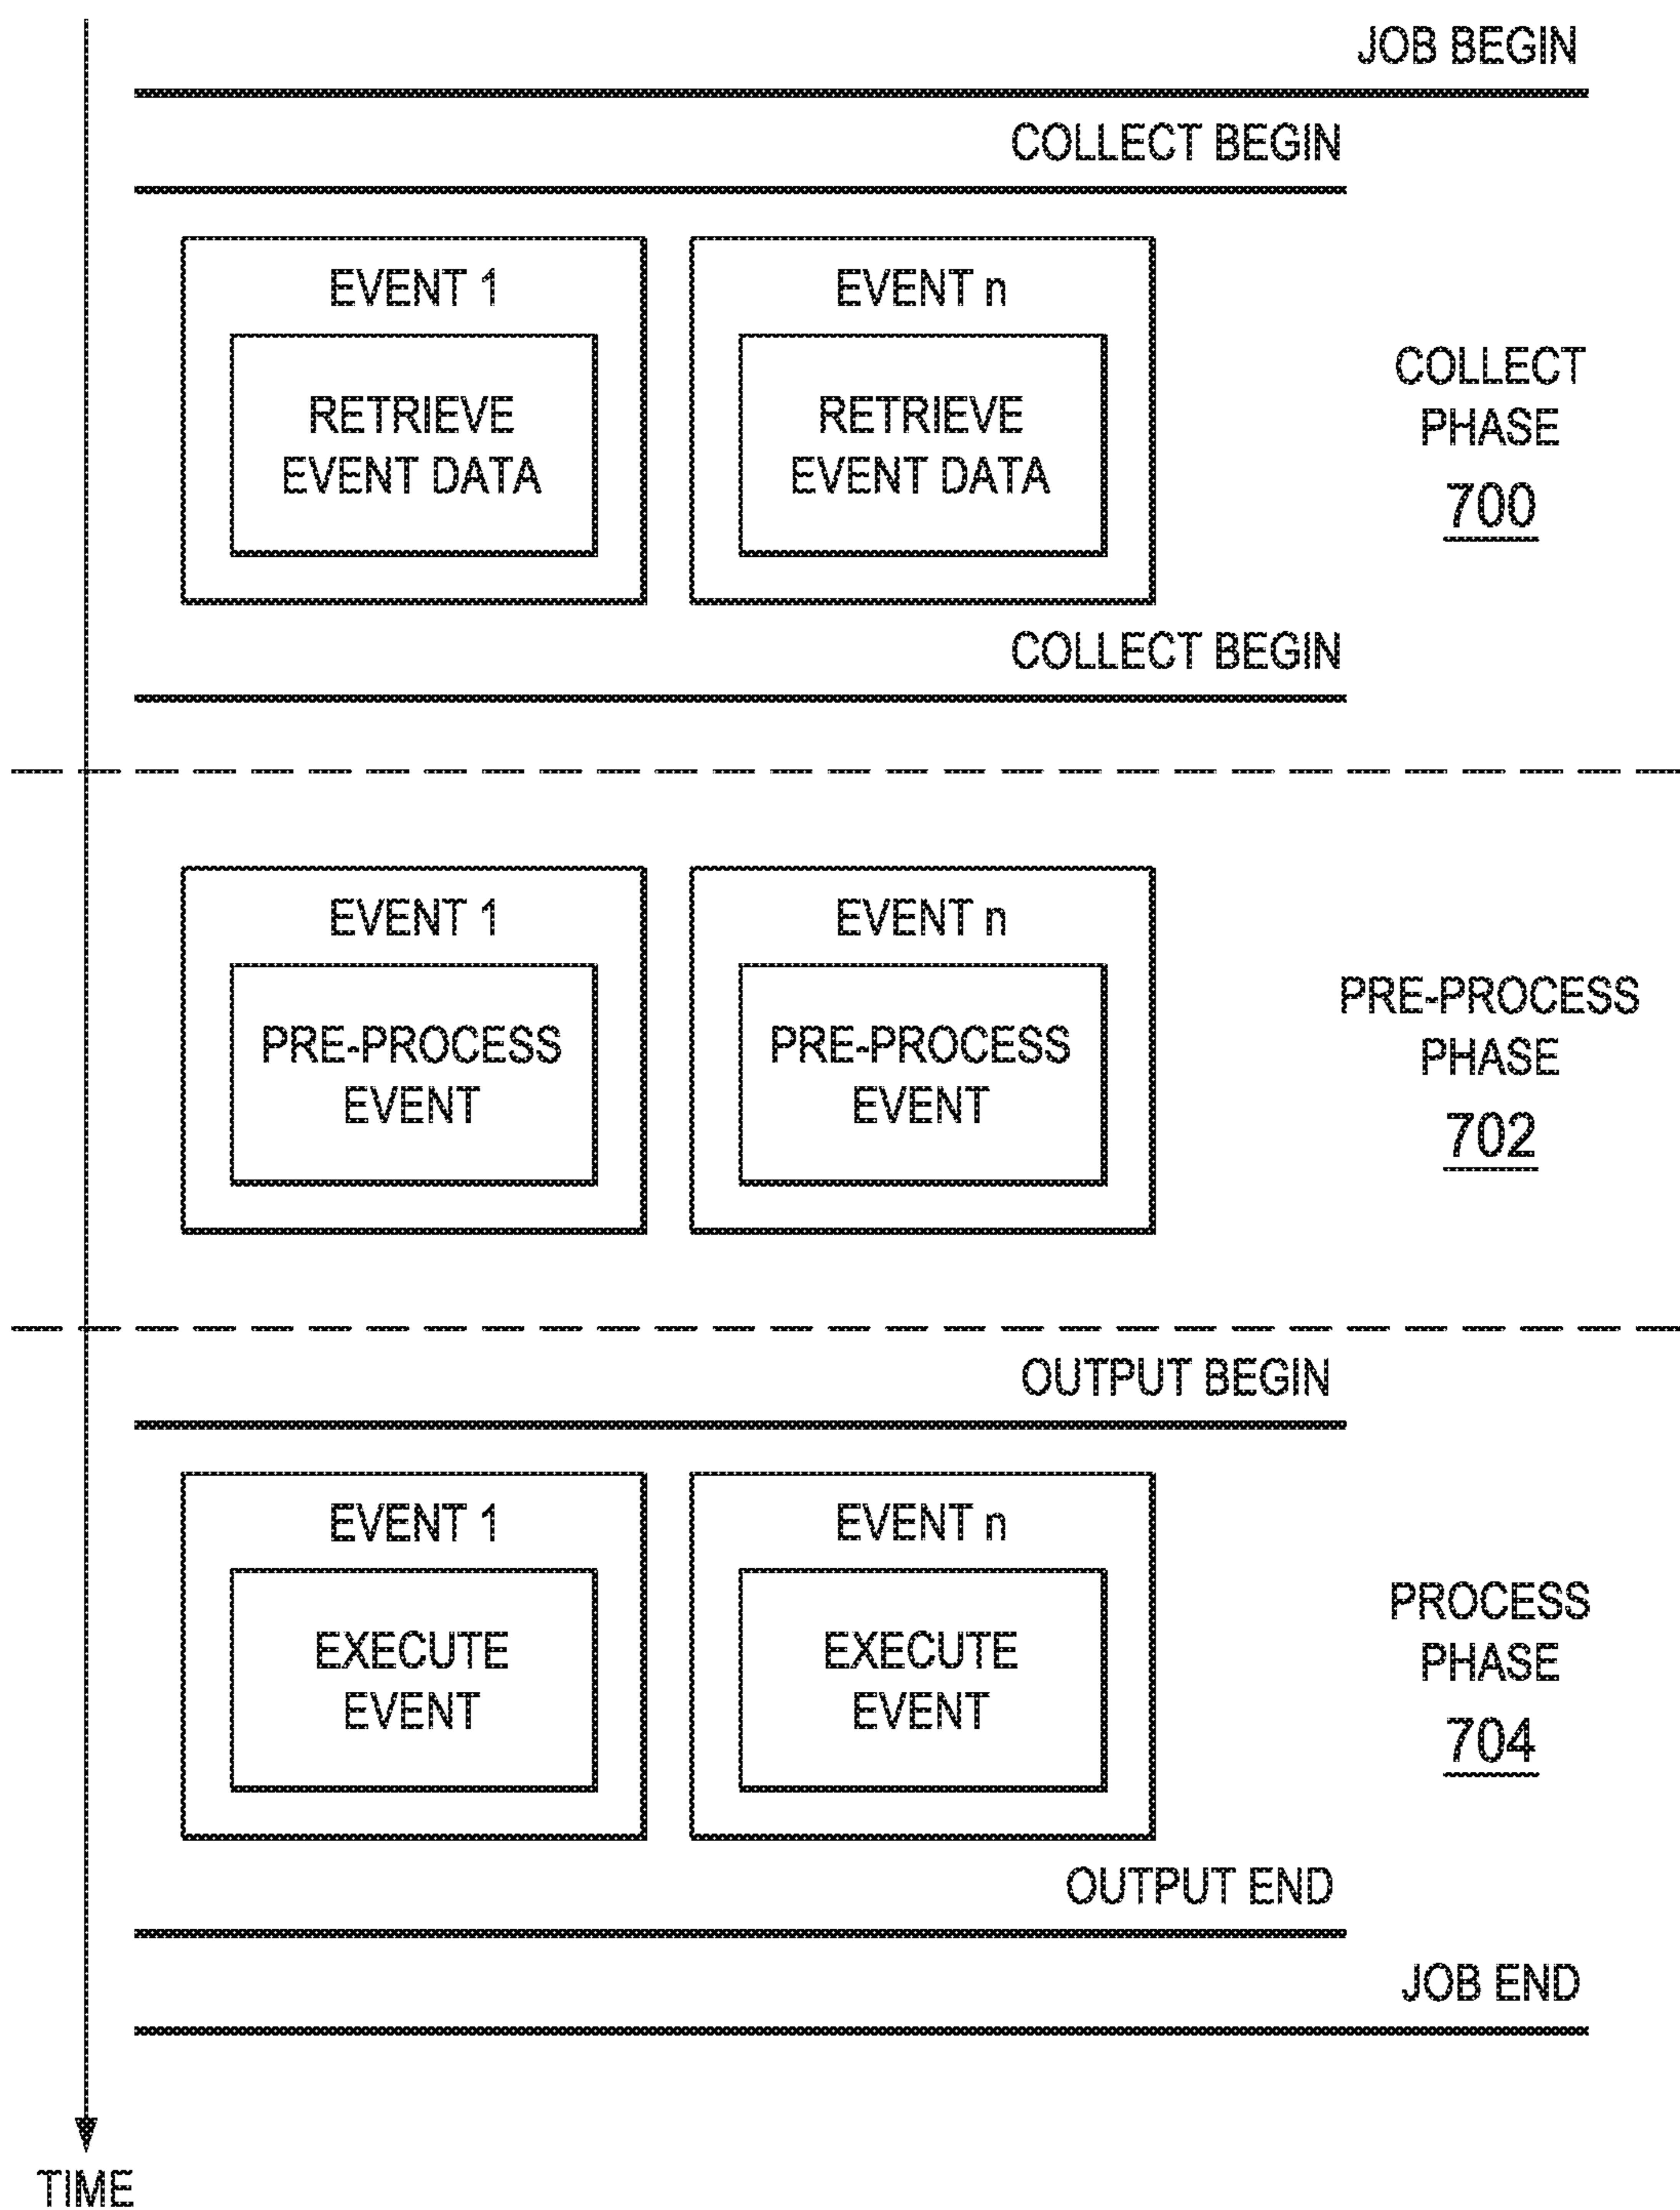 JOB BEGIN
COLLECT BEGIN
EVENT 1
EVENT n
RETRIEVE
EVENT DATA
RETRIEVE
EVENT DATA
COLLECT
PHASE
700
COLLECT BEGIN
EVENT 1
EVENT n
PRE-PROCESS
EVENT
PRE-PROCESS
EVENT
PRE-PROCESS
PHASE
702
OUTPUT BEGIN
EVENT 1
EVENT n
EXECUTE
EVENT
EXECUTE
EVENT
PROCESS
PHASE
704
OUTPUT END
JOB END
TIME